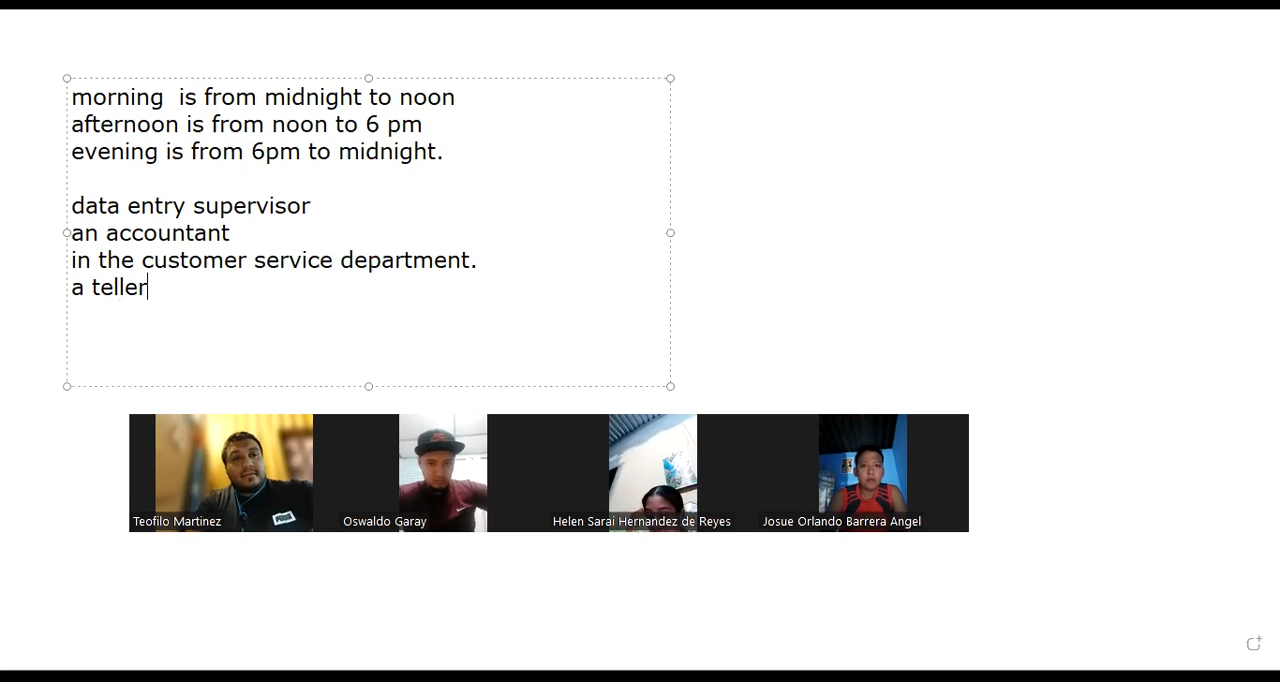 morning  is from midnight to noon
afternoon is from noon to 6 pm
evening is from 6pm to midnight.
data entry supervisor
an accountant
in the customer service department.
a teller
Teofilo Martinez
Oswaldo Garay
Helen Sarai Hernandez de Reyes
Josue Orlando Barrera Angel